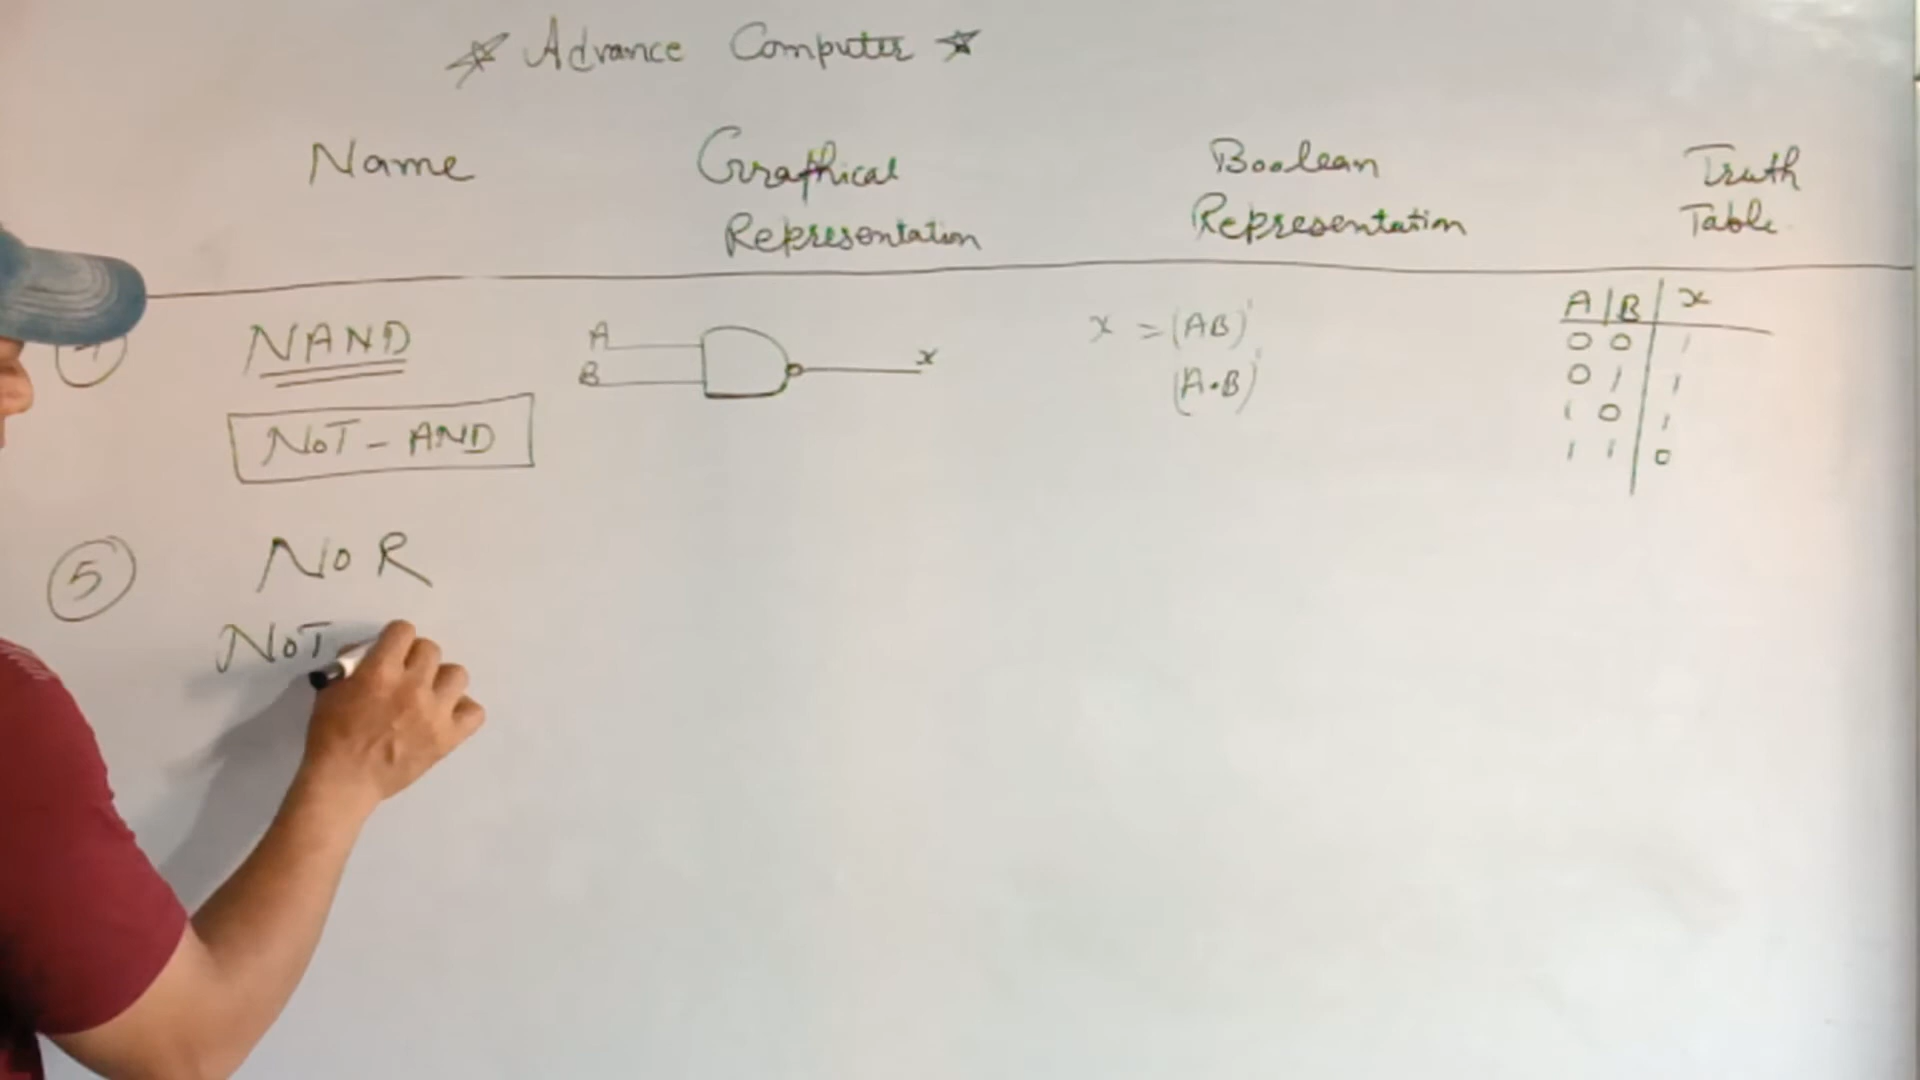 ☆ Advance Computer ☆
Name Graphical Representation Boolean Representation Truth Table
NAND
NOT - AND
A
B
x
x = (AB)'
(A·B)'
A | B | x
0 0 | 1
0 1 | 1
1 0 | 1
1 1 | 0
5 NOR
NOT